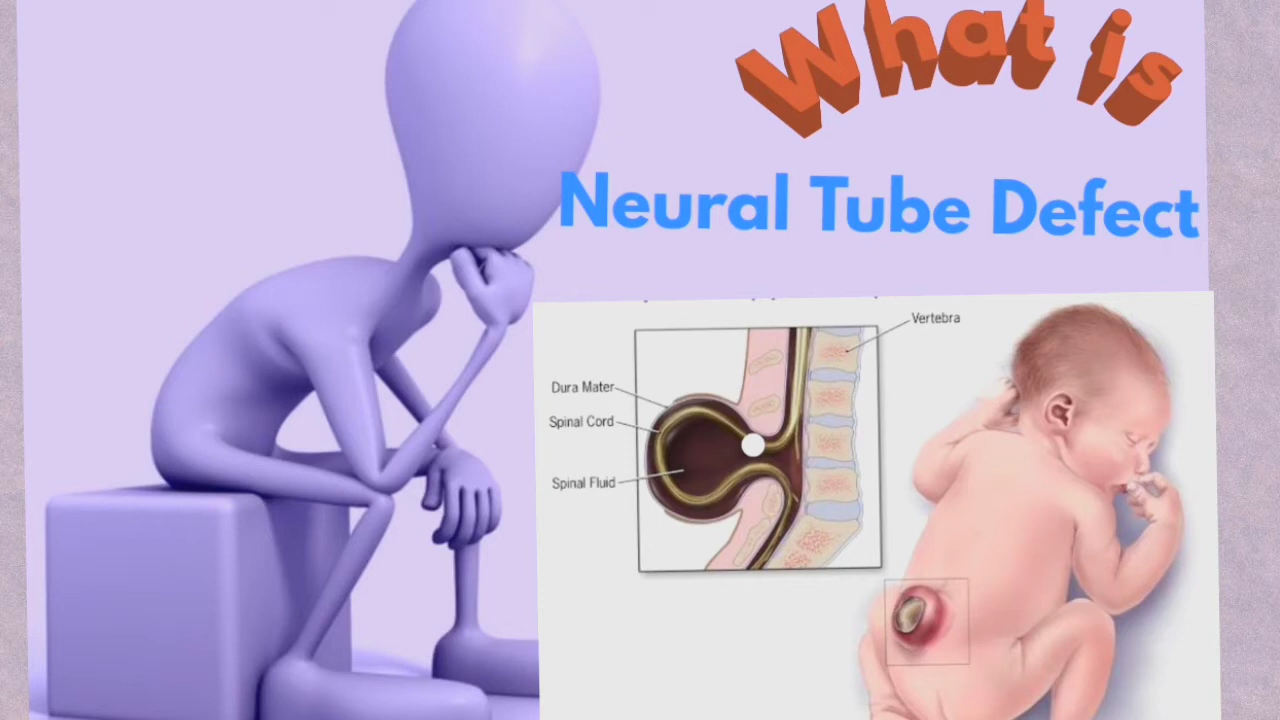 What is
Neural Tube Defect
Vertebra
Dura Mater
Spinal Cord
Spinal Fluid